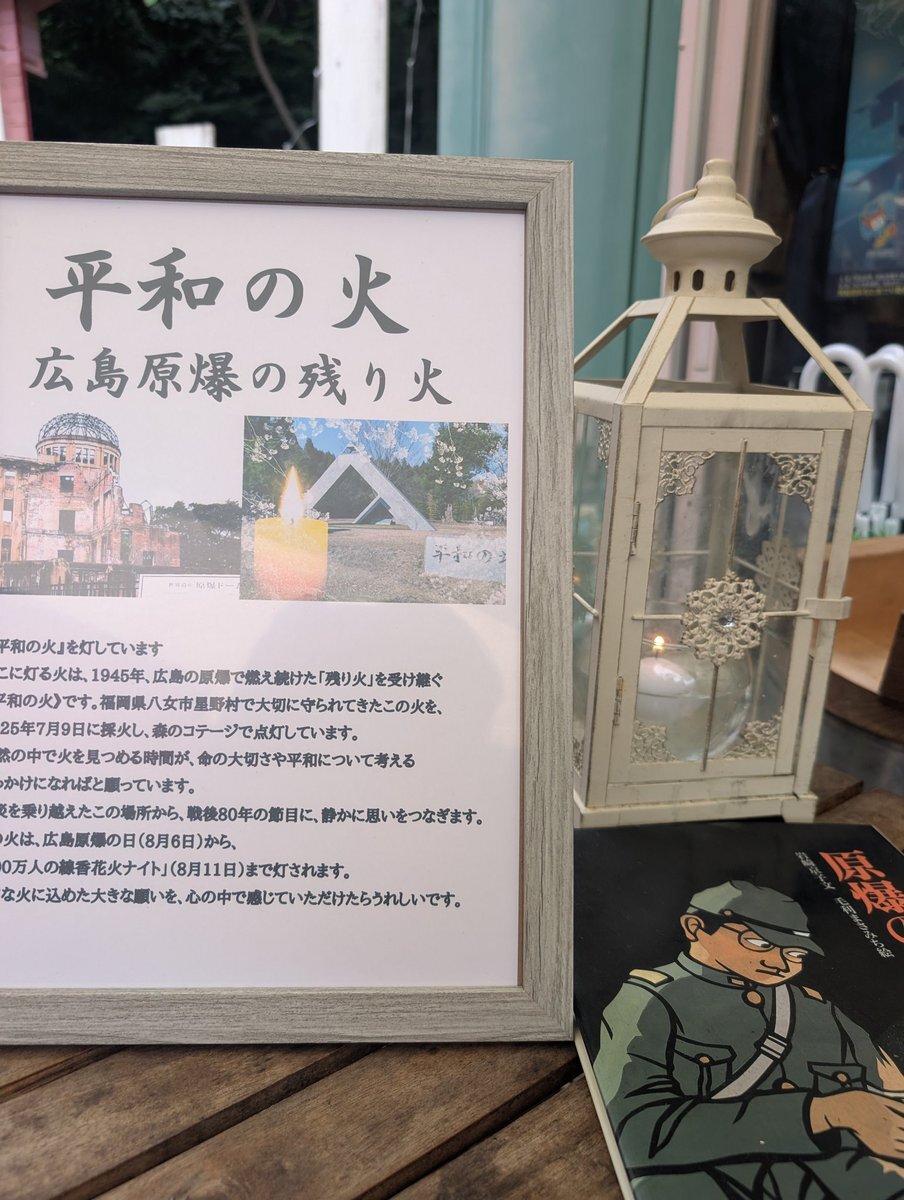 平和の火
広島原爆の残り火
原爆ドーム
平和の
平和の火』を灯しています
こに灯る火は、1945年、広島の原爆で燃え続けた「残り火」を受け継ぐ
平和の火》です。福岡県八女市星野村で大切に守られてきたこの火を、
25年7月9日に採火し、森のコテージで点灯しています。
然の中で火を見つめる時間が、命の大切さや平和について考える
っかけになればと願っています。
災を乗り越えたこの場所から、戦後80年の節目に、静かに思いをつなぎます。
火は、広島原爆の日(8月6日)から、
00万人の線香花火ナイト」(8月11日)まで灯されます。
な火に込めた大きな願いを、心の中で感じていただけたらうれしいです。
原爆の